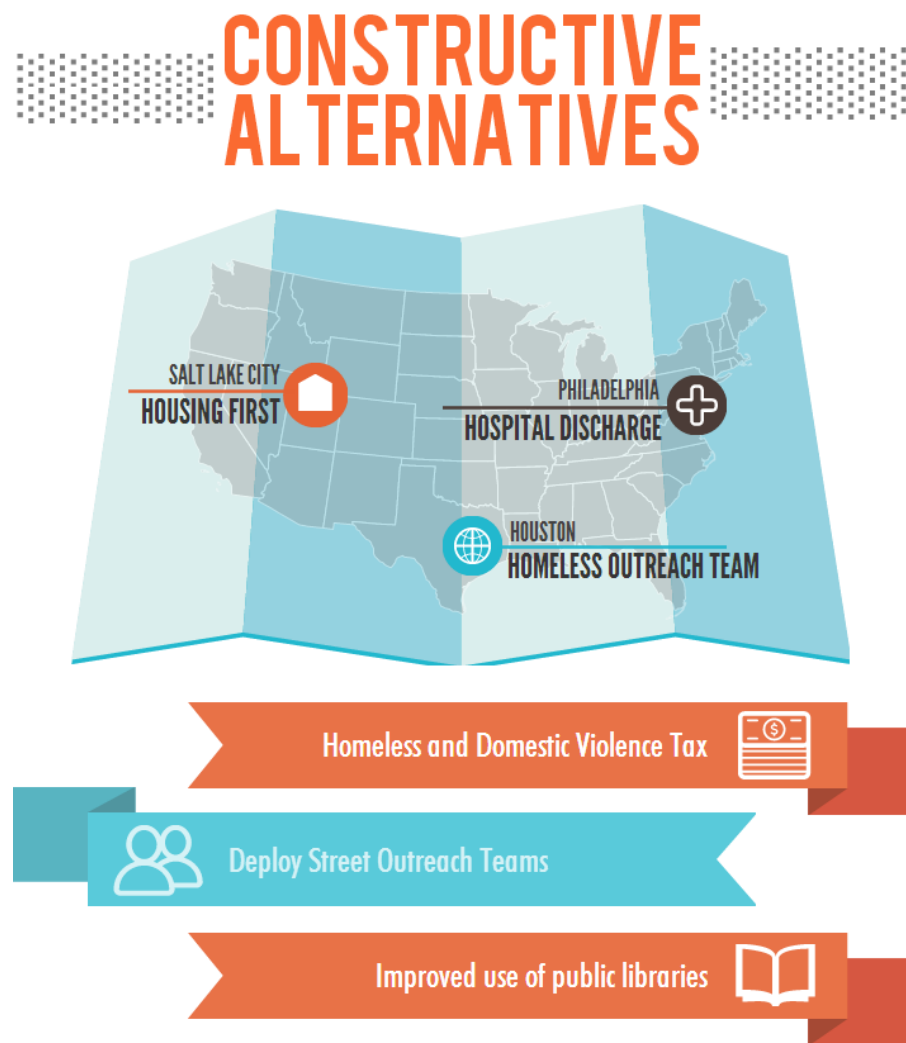 CONSTRUCTIVE
ALTERNATIVES
SALT LAKE CITY
HOUSING FIRST
PHILADELPHIA
HOSPITAL DISCHARGE
HOUSTON
HOMELESS OUTREACH TEAM
Homeless and Domestic Violence Tax
$
Deploy Street Outreach Teams
Improved use of public libraries